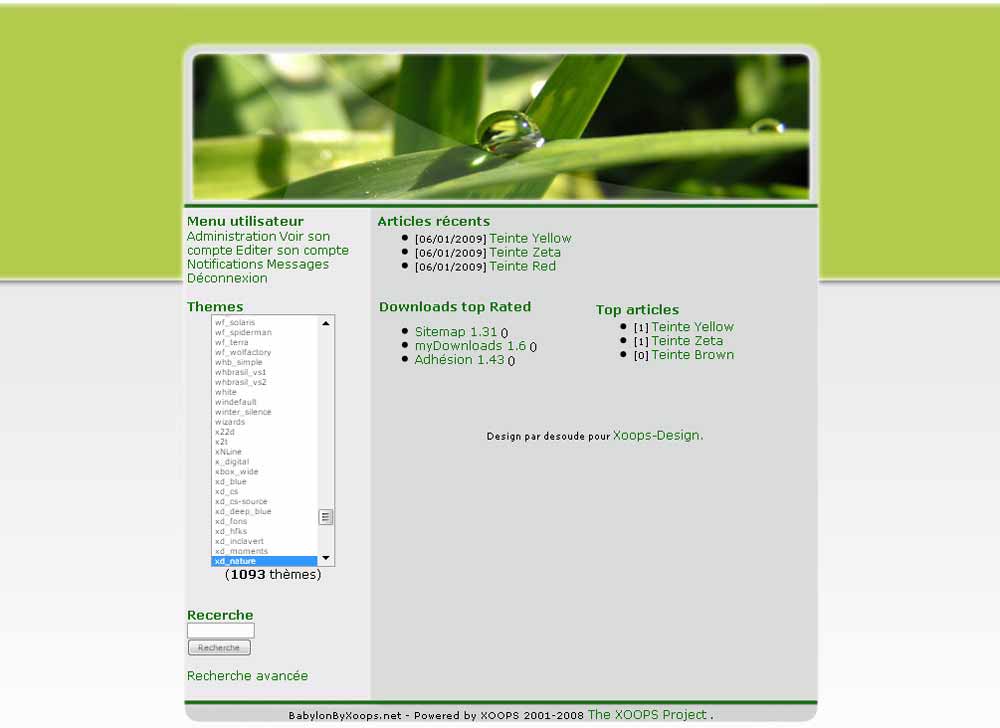 Menu utilisateur
Administration Voir son
compte Editer son compte
Notifications Messages
Déconnexion
Themes
wf_solaris
wf_spiderman
wf_terra
wf_wolfactory
whb_simple
whbrasil_vs1
whbrasil_vs2
white
windefault
winter_silence
wizards
x22d
x2t
xNLine
x_digital
xbox_wide
xd_blue
xd_cs
xd_cs-source
xd_deep_blue
xd_fons
xd_hfks
xd_inclavert
xd_moments
xd_nature
(1093 thèmes)
Recerche
Recherche
Recherche avancée
Articles récents
[06/01/2009] Teinte Yellow
[06/01/2009] Teinte Zeta
[06/01/2009] Teinte Red
Downloads top Rated
Sitemap 1.31 ()
myDownloads 1.6 ()
Adhésion 1.43 ()
Top articles
[1] Teinte Yellow
[1] Teinte Zeta
[0] Teinte Brown
Design par desoude pour Xoops-Design.
BabylonByXoops.net - Powered by XOOPS 2001-2008 The XOOPS Project .